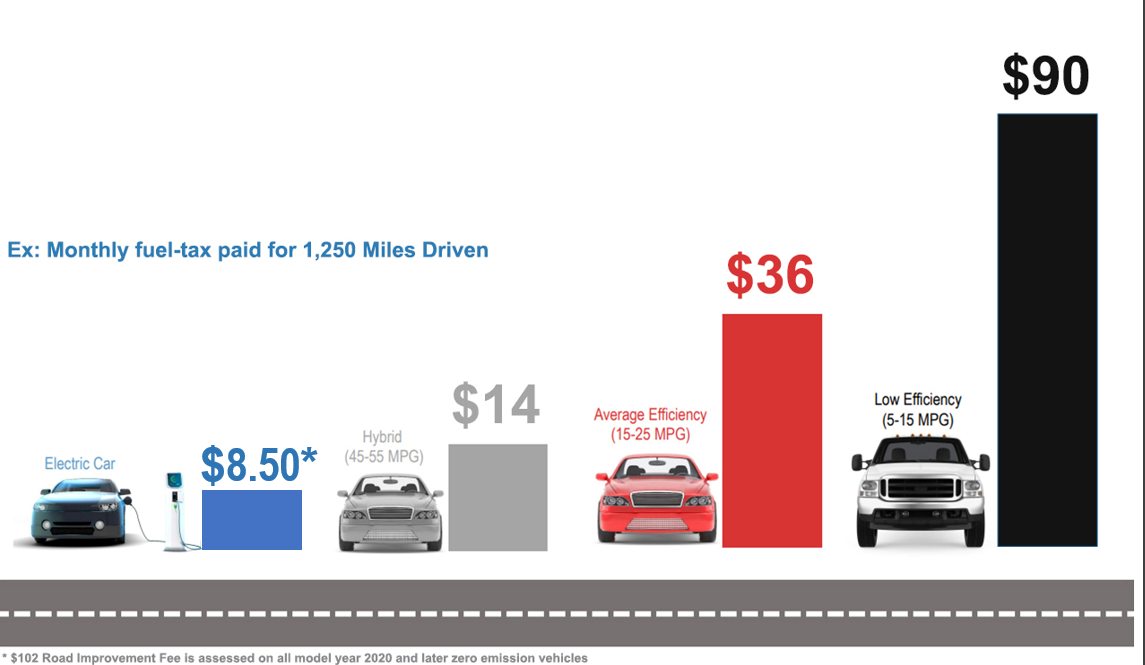 $90
Ex: Monthly fuel-tax paid for 1,250 Miles Driven
$36
$14
Low Efficiency
(5-15 MPG)
Average Efficiency
(15-25 MPG)
Hybrid
(45-55 MPG)
Electric Car
$8.50*
* $102 Road Improvement Fee is assessed on all model year 2020 and later zero emission vehicles